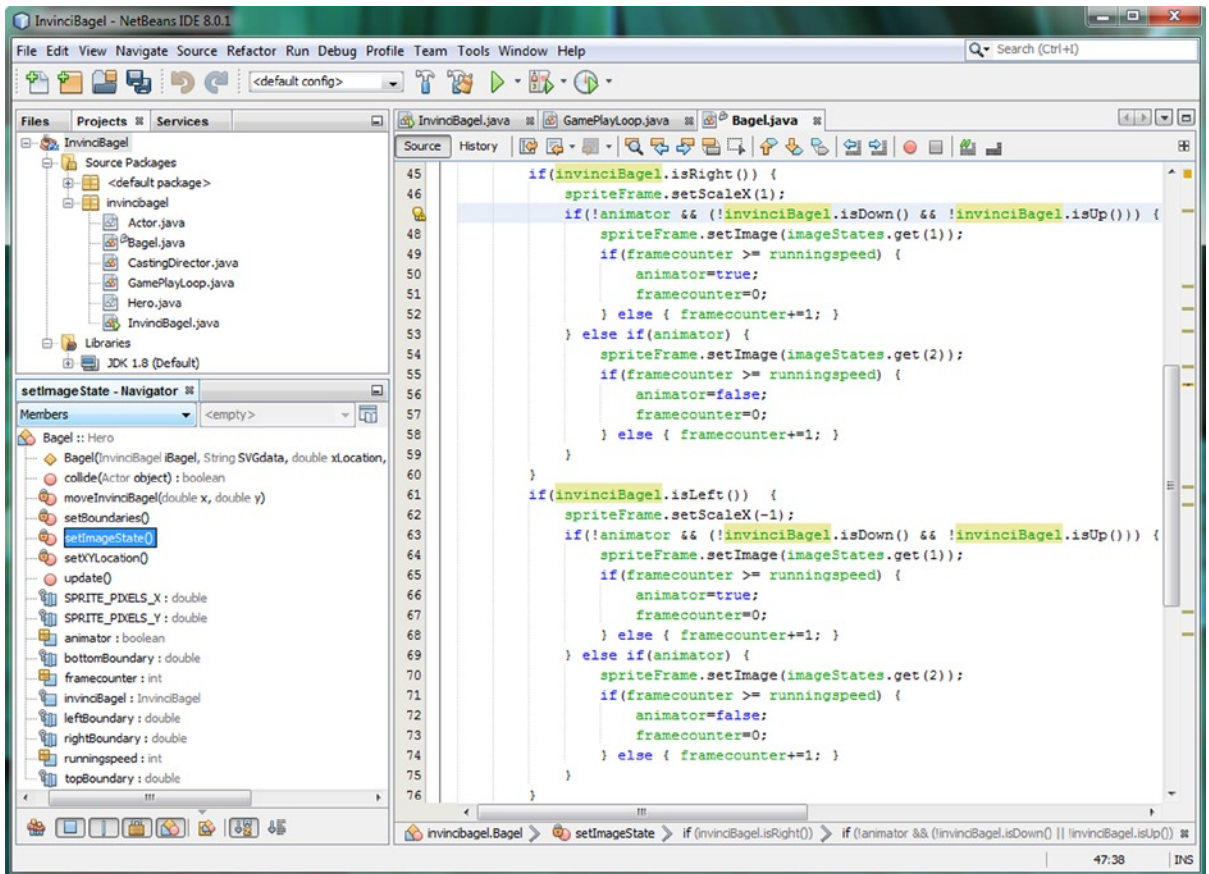 InvinciBagel - NetBeans IDE 8.0.1
File Edit View Navigate Source Refactor Run Debug Profile Team Tools Window Help
Search (Ctrl+I)
<default config>
Files Projects Services
InvinciBagel
Source Packages
<default package>
invincibagel
Actor.java
Bagel.java
CastingDirector.java
GamePlayLoop.java
Hero.java
InvinciBagel.java
Libraries
JDK 1.8 (Default)
setImageState - Navigator
Members <empty>
Bagel :: Hero
Bagel(InvinciBagel iBagel, String SVGdata, double xLocation,
collide(Actor object) : boolean
moveInvinciBagel(double x, double y)
setBoundaries()
setImageState()
setXYLocation()
update()
SPRITE_PIXELS_X : double
SPRITE_PIXELS_Y : double
animator : boolean
bottomBoundary : double
framecounter : int
invinciBagel : InvinciBagel
leftBoundary : double
rightBoundary : double
runningspeed : int
topBoundary : double
InvinciBagel.java GamePlayLoop.java Bagel.java
Source History
45 if(invinciBagel.isRight()) {
46 spriteFrame.setScaleX(1);
if(!animator && (!invinciBagel.isDown() && !invinciBagel.isUp())) {
48 spriteFrame.setImage(imageStates.get(1));
49 if(framecounter >= runningspeed) {
50 animator=true;
51 framecounter=0;
52 } else { framecounter+=1; }
53 } else if(animator) {
54 spriteFrame.setImage(imageStates.get(2));
55 if(framecounter >= runningspeed) {
56 animator=false;
57 framecounter=0;
58 } else { framecounter+=1; }
59 }
60 }
61 if(invinciBagel.isLeft()) {
62 spriteFrame.setScaleX(-1);
63 if(!animator && (!invinciBagel.isDown() && !invinciBagel.isUp())) {
64 spriteFrame.setImage(imageStates.get(1));
65 if(framecounter >= runningspeed) {
66 animator=true;
67 framecounter=0;
68 } else { framecounter+=1; }
69 } else if(animator) {
70 spriteFrame.setImage(imageStates.get(2));
71 if(framecounter >= runningspeed) {
72 animator=false;
73 framecounter=0;
74 } else { framecounter+=1; }
75 }
76 }
invincibagel.Bagel setImageState if (invinciBagel.isRight()) if (!animator && (!invinciBagel.isDown() || !invinciBagel.isUp())
47:38 INS